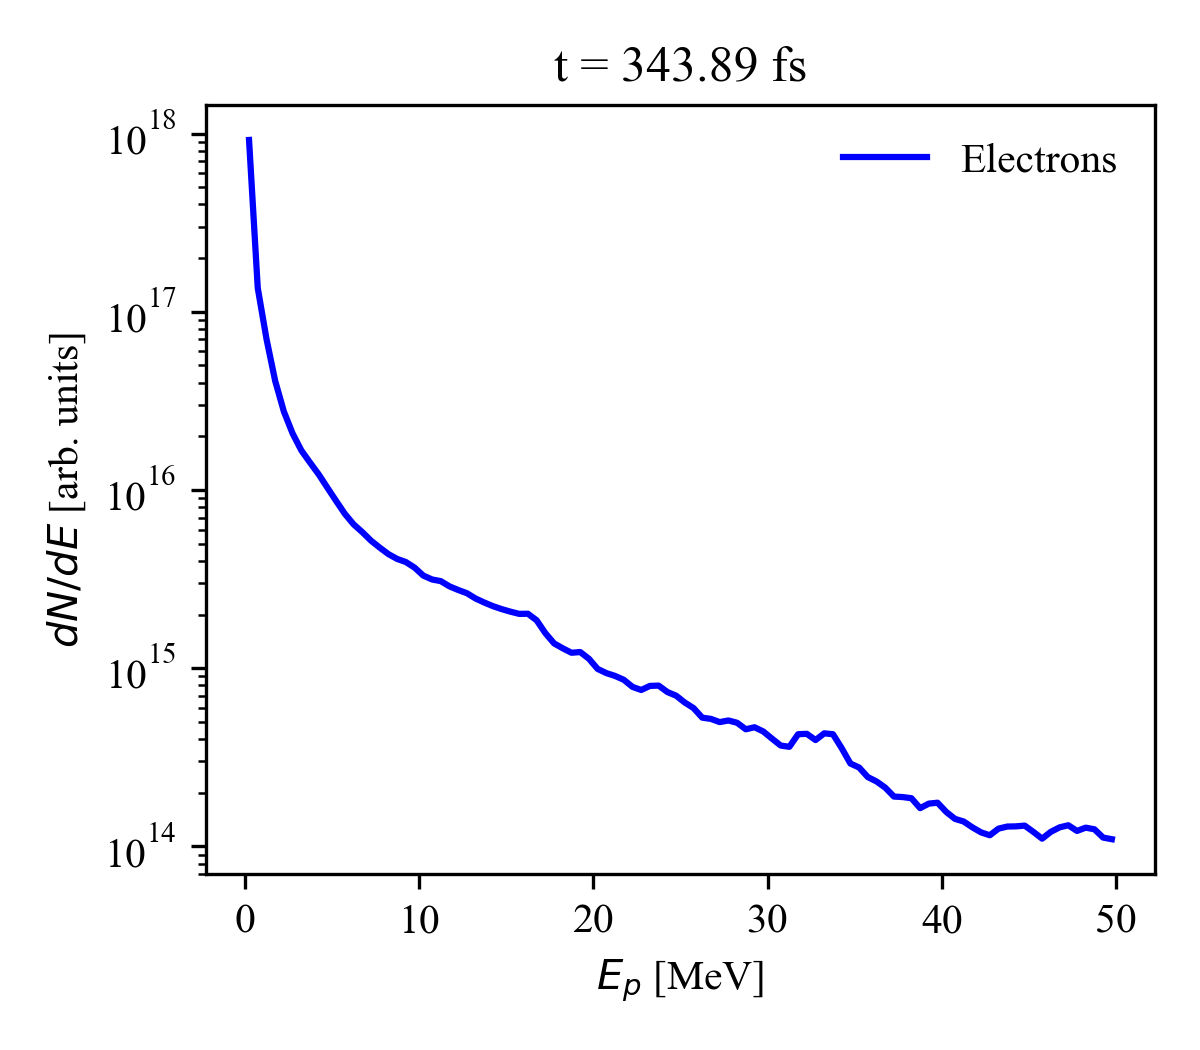 t = 343.89 fs
Electrons
10^18
10^17
10^16
10^15
10^14
dN/dE [arb. units]
0 10 20 30 40 50
E_p [MeV]